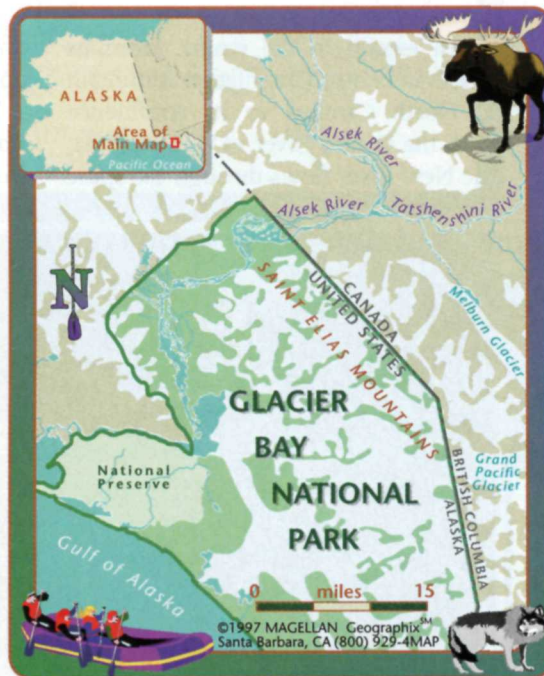 ALASKA
Area of
Main Map
Pacific Ocean
Alsek River
Alsek River
Tatshenshini River
N
CANADA
UNITED STATES
SAINT ELIAS MOUNTAINS
Melburn Glacier
GLACIER
BAY
NATIONAL
PARK
Grand
Pacific
Glacier
BRITISH COLUMBIA
ALASKA
National
Preserve
Gulf of Alaska
0 miles 15
©1997 MAGELLAN Geographix℠
Santa Barbara, CA (800) 929-4MAP